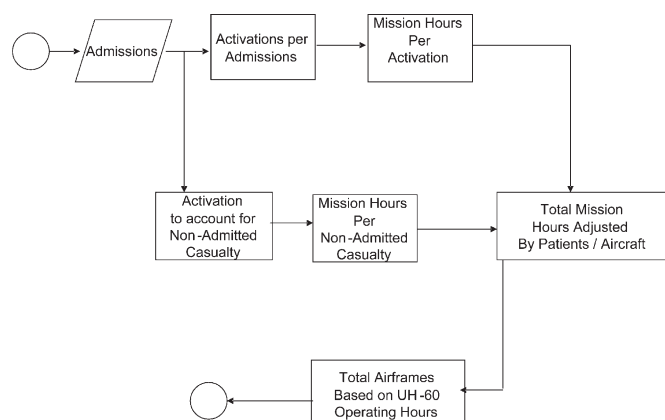 Admissions
Activations per
Admissions
Mission Hours
Per
Activation
Activation
to account for
Non-Admitted
Casualty
Mission Hours
Per
Non-Admitted
Casualty
Total Mission
Hours Adjusted
By Patients / Aircraft
Total Airframes
Based on UH-60
Operating Hours